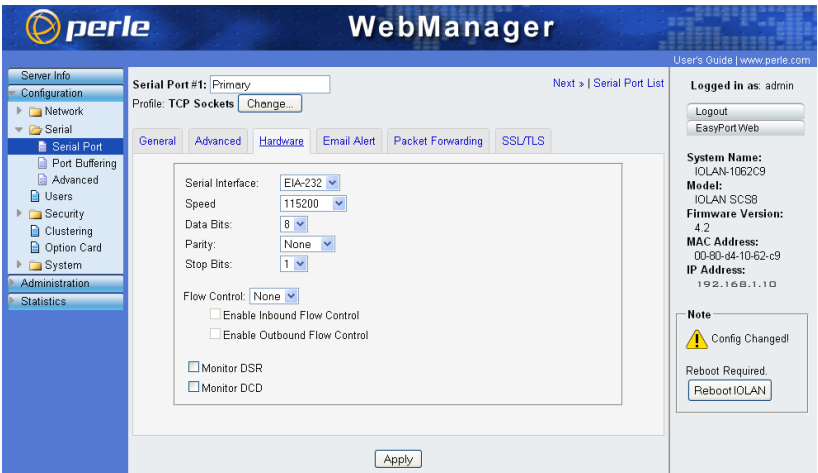 perle
WebManager
User's Guide | www.perle.com
Server Info
Configuration
Network
Serial
Serial Port
Port Buffering
Advanced
Users
Security
Clustering
Option Card
System
Administration
Statistics
Serial Port #1: Primary
Next » | Serial Port List
Profile: TCP Sockets Change...
General Advanced Hardware Email Alert Packet Forwarding SSL/TLS
Serial Interface: EIA-232
Speed 115200
Data Bits: 8
Parity: None
Stop Bits: 1
Flow Control: None
Enable Inbound Flow Control
Enable Outbound Flow Control
Monitor DSR
Monitor DCD
Apply
Logged in as: admin
Logout
EasyPort Web
System Name:
IOLAN-1062C9
Model:
IOLAN SCS8
Firmware Version:
4.2
MAC Address:
00-80-d4-10-62-c9
IP Address:
192.168.1.10
Note
Config Changed!
Reboot Required.
Reboot IOLAN